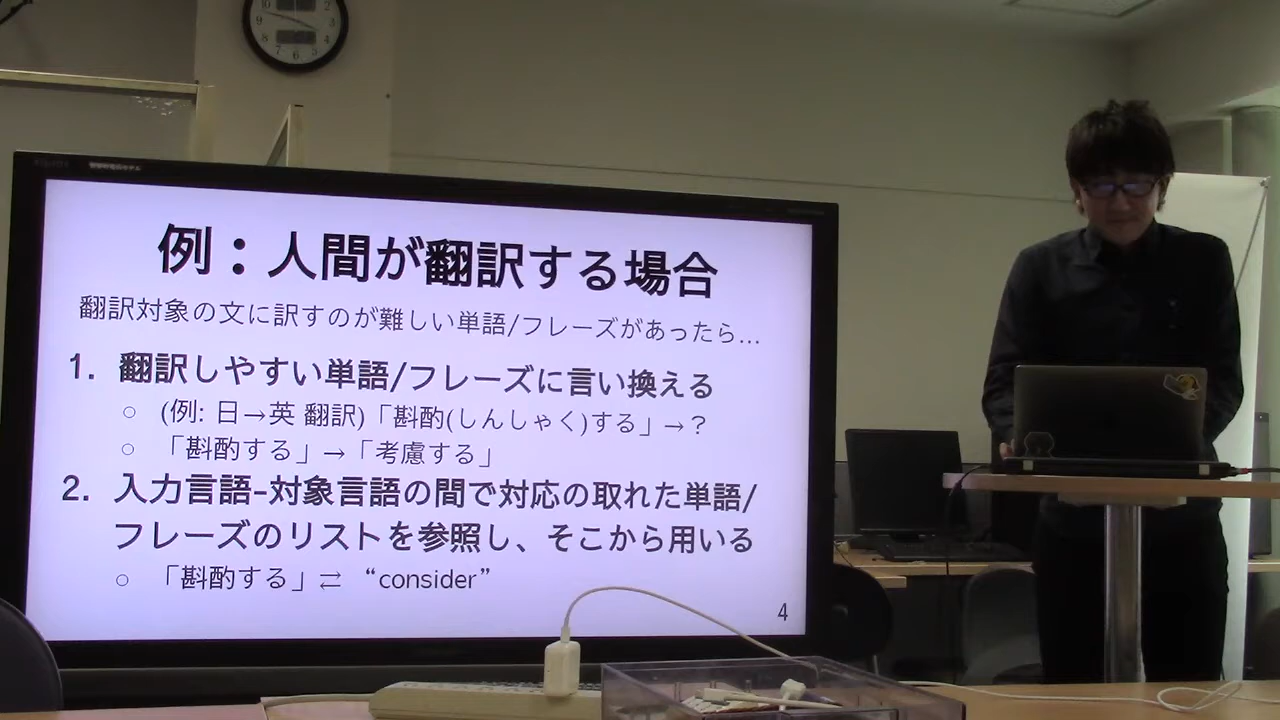 例：人間が翻訳する場合
翻訳対象の文に訳すのが難しい単語/フレーズがあったら…
1. 翻訳しやすい単語/フレーズに言い換える
○ (例: 日→英 翻訳)「斟酌(しんしゃく)する」→？
○ 「斟酌する」→「考慮する」
2. 入力言語-対象言語の間で対応の取れた単語/
フレーズのリストを参照し、そこから用いる
○ 「斟酌する」⇄ “consider”
4